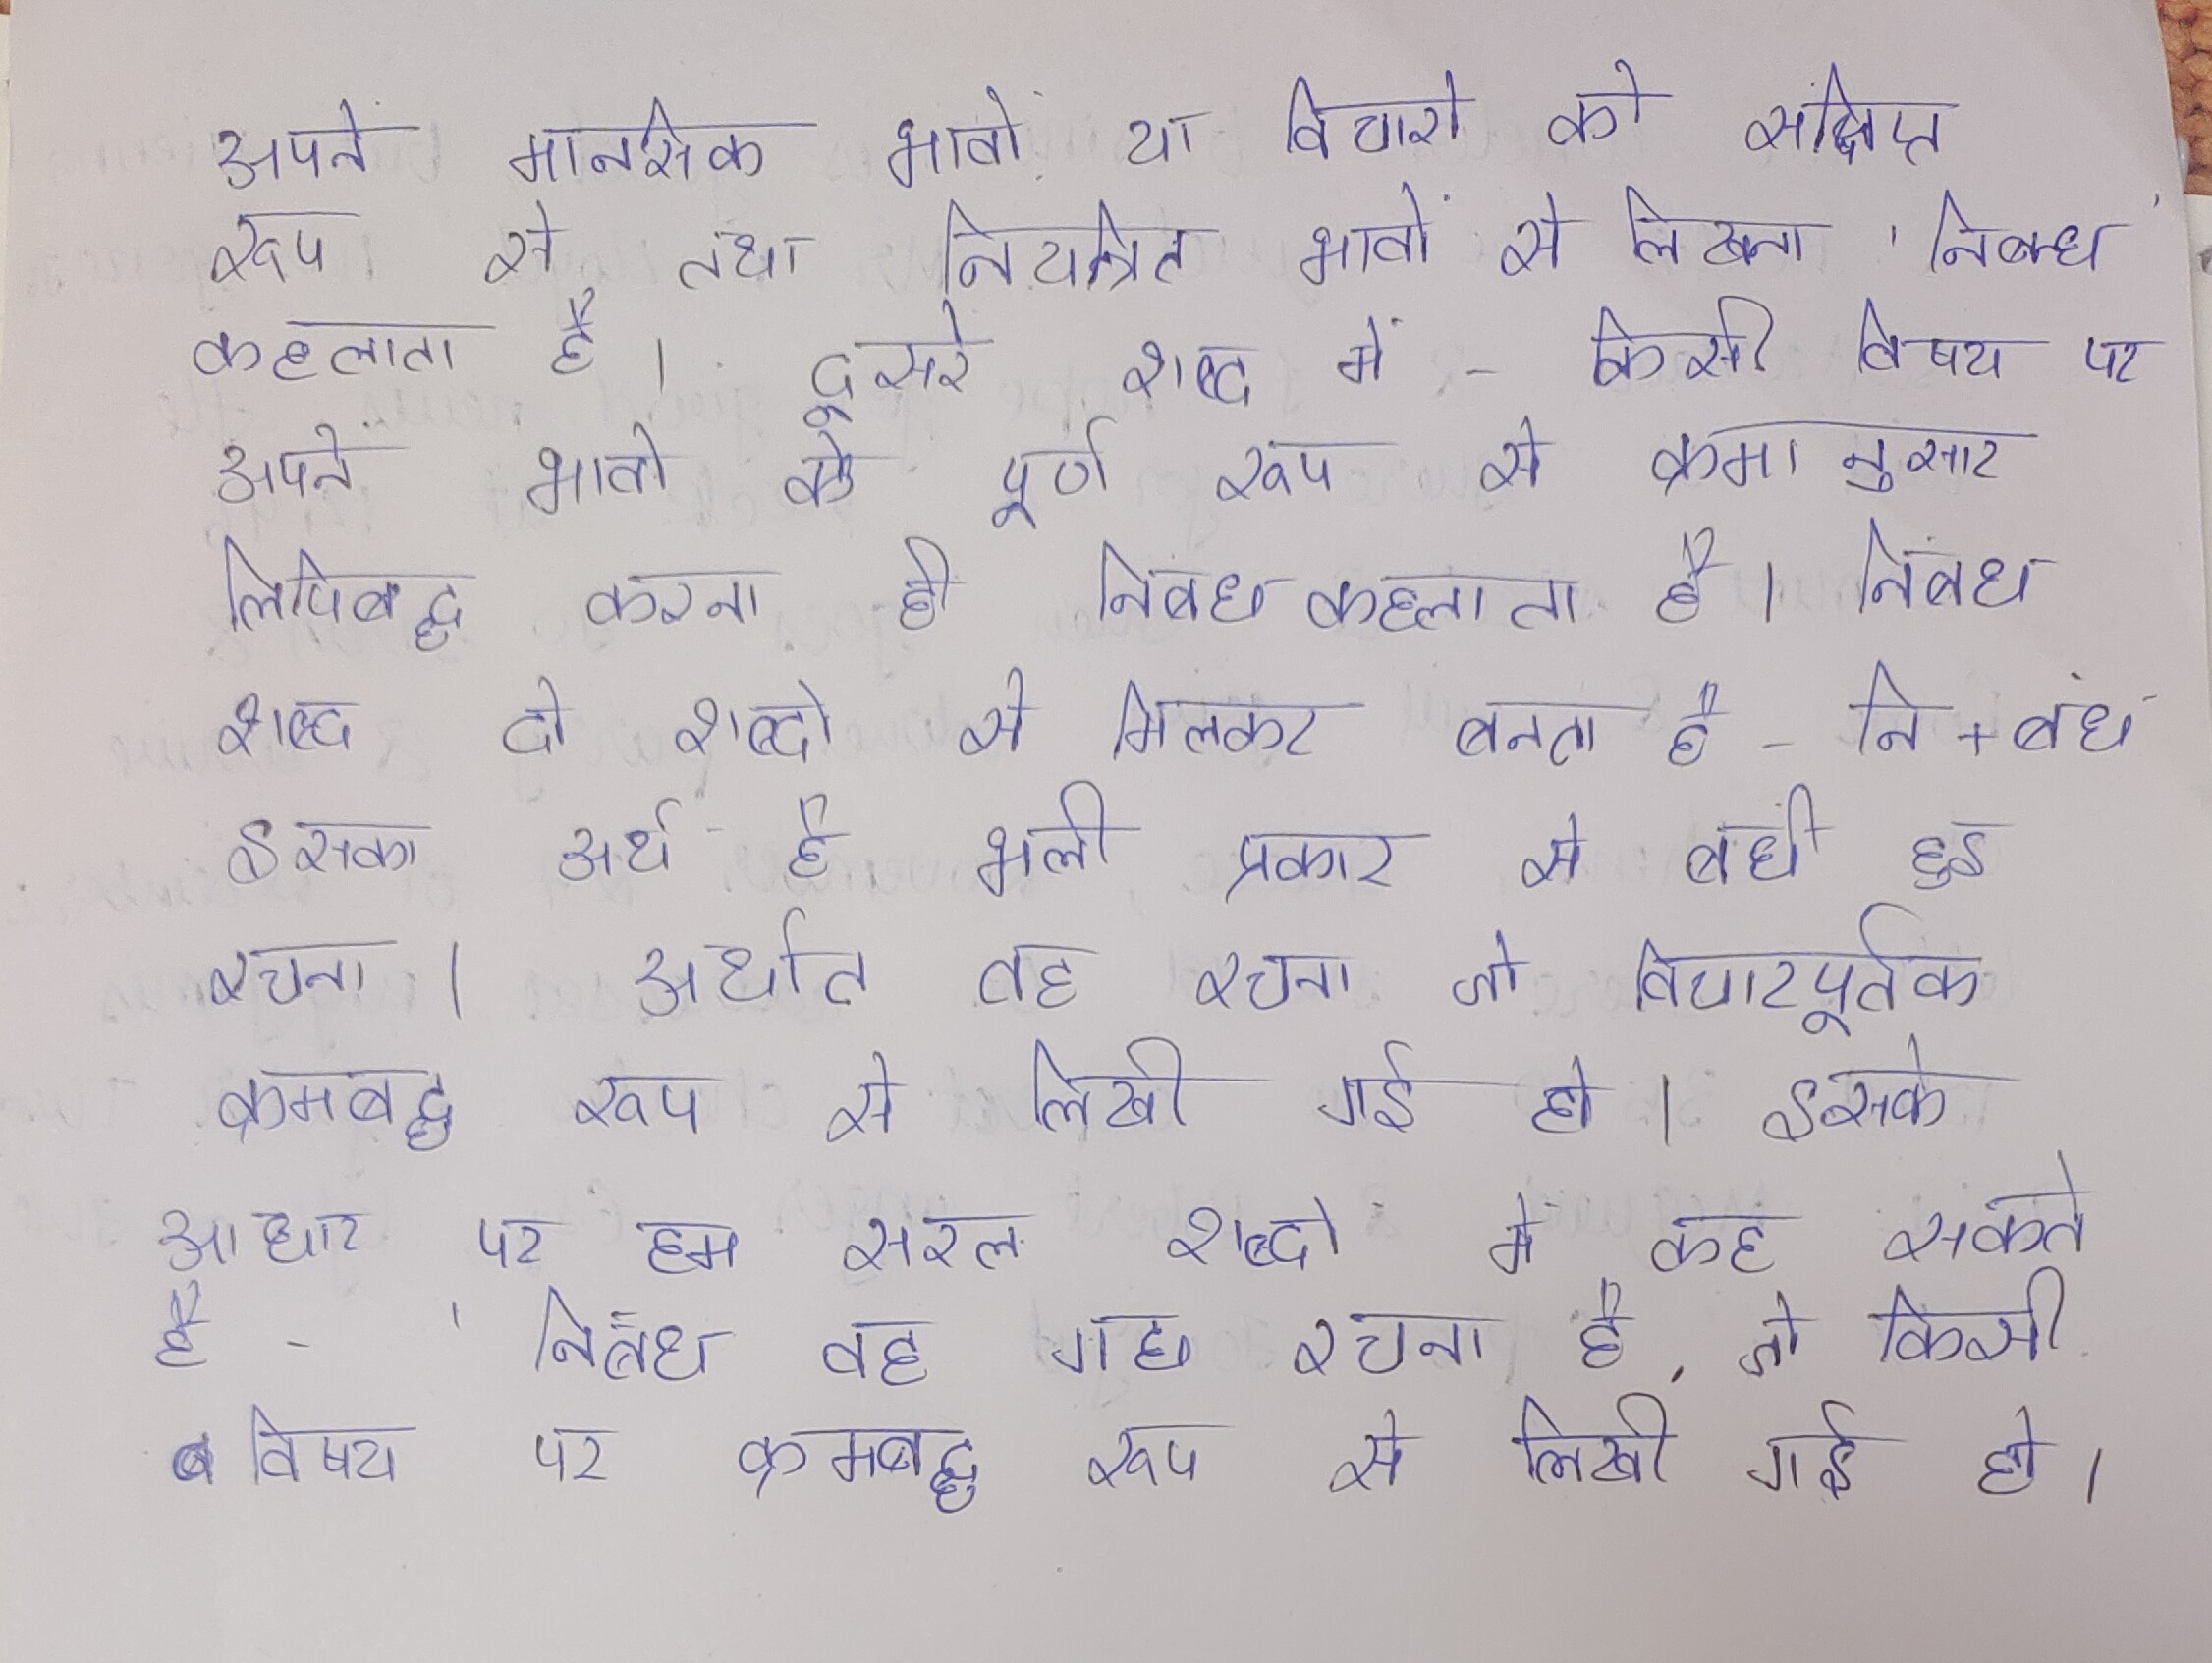 अपने मानसिक भावो या विचारो को संक्षिप्त
रूप से तथा नियन्त्रित भावों से लिखना 'निबन्ध'
कहलाता है। दूसरे शब्द में - किसी विषय पर
अपने भावो को पूर्ण रूप से क्रमानुसार
लिपिबद्ध करना ही निबंध कहलाता है। निबंध
शब्द दो शब्दो से मिलकर बनता है - नि + बंध
इसका अर्थ है भली प्रकार से बंधी हुइ
रचना। अर्थात वह रचना जो विचारपूर्वक
क्रमबद्ध रूप से लिखी गई हो। इसके
आधार पर हम सरल शब्दो में कह सकते
है - 'निबंध वह गद्य रचना है, जो किसी
विषय पर क्रमबद्ध रूप से लिखी गई हो।